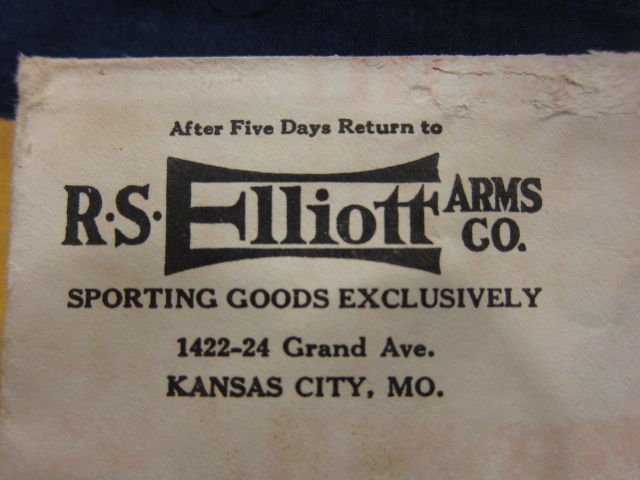 After Five Days Return to
R.S. Elliott ARMS CO.
SPORTING GOODS EXCLUSIVELY
1422-24 Grand Ave.
KANSAS CITY, MO.